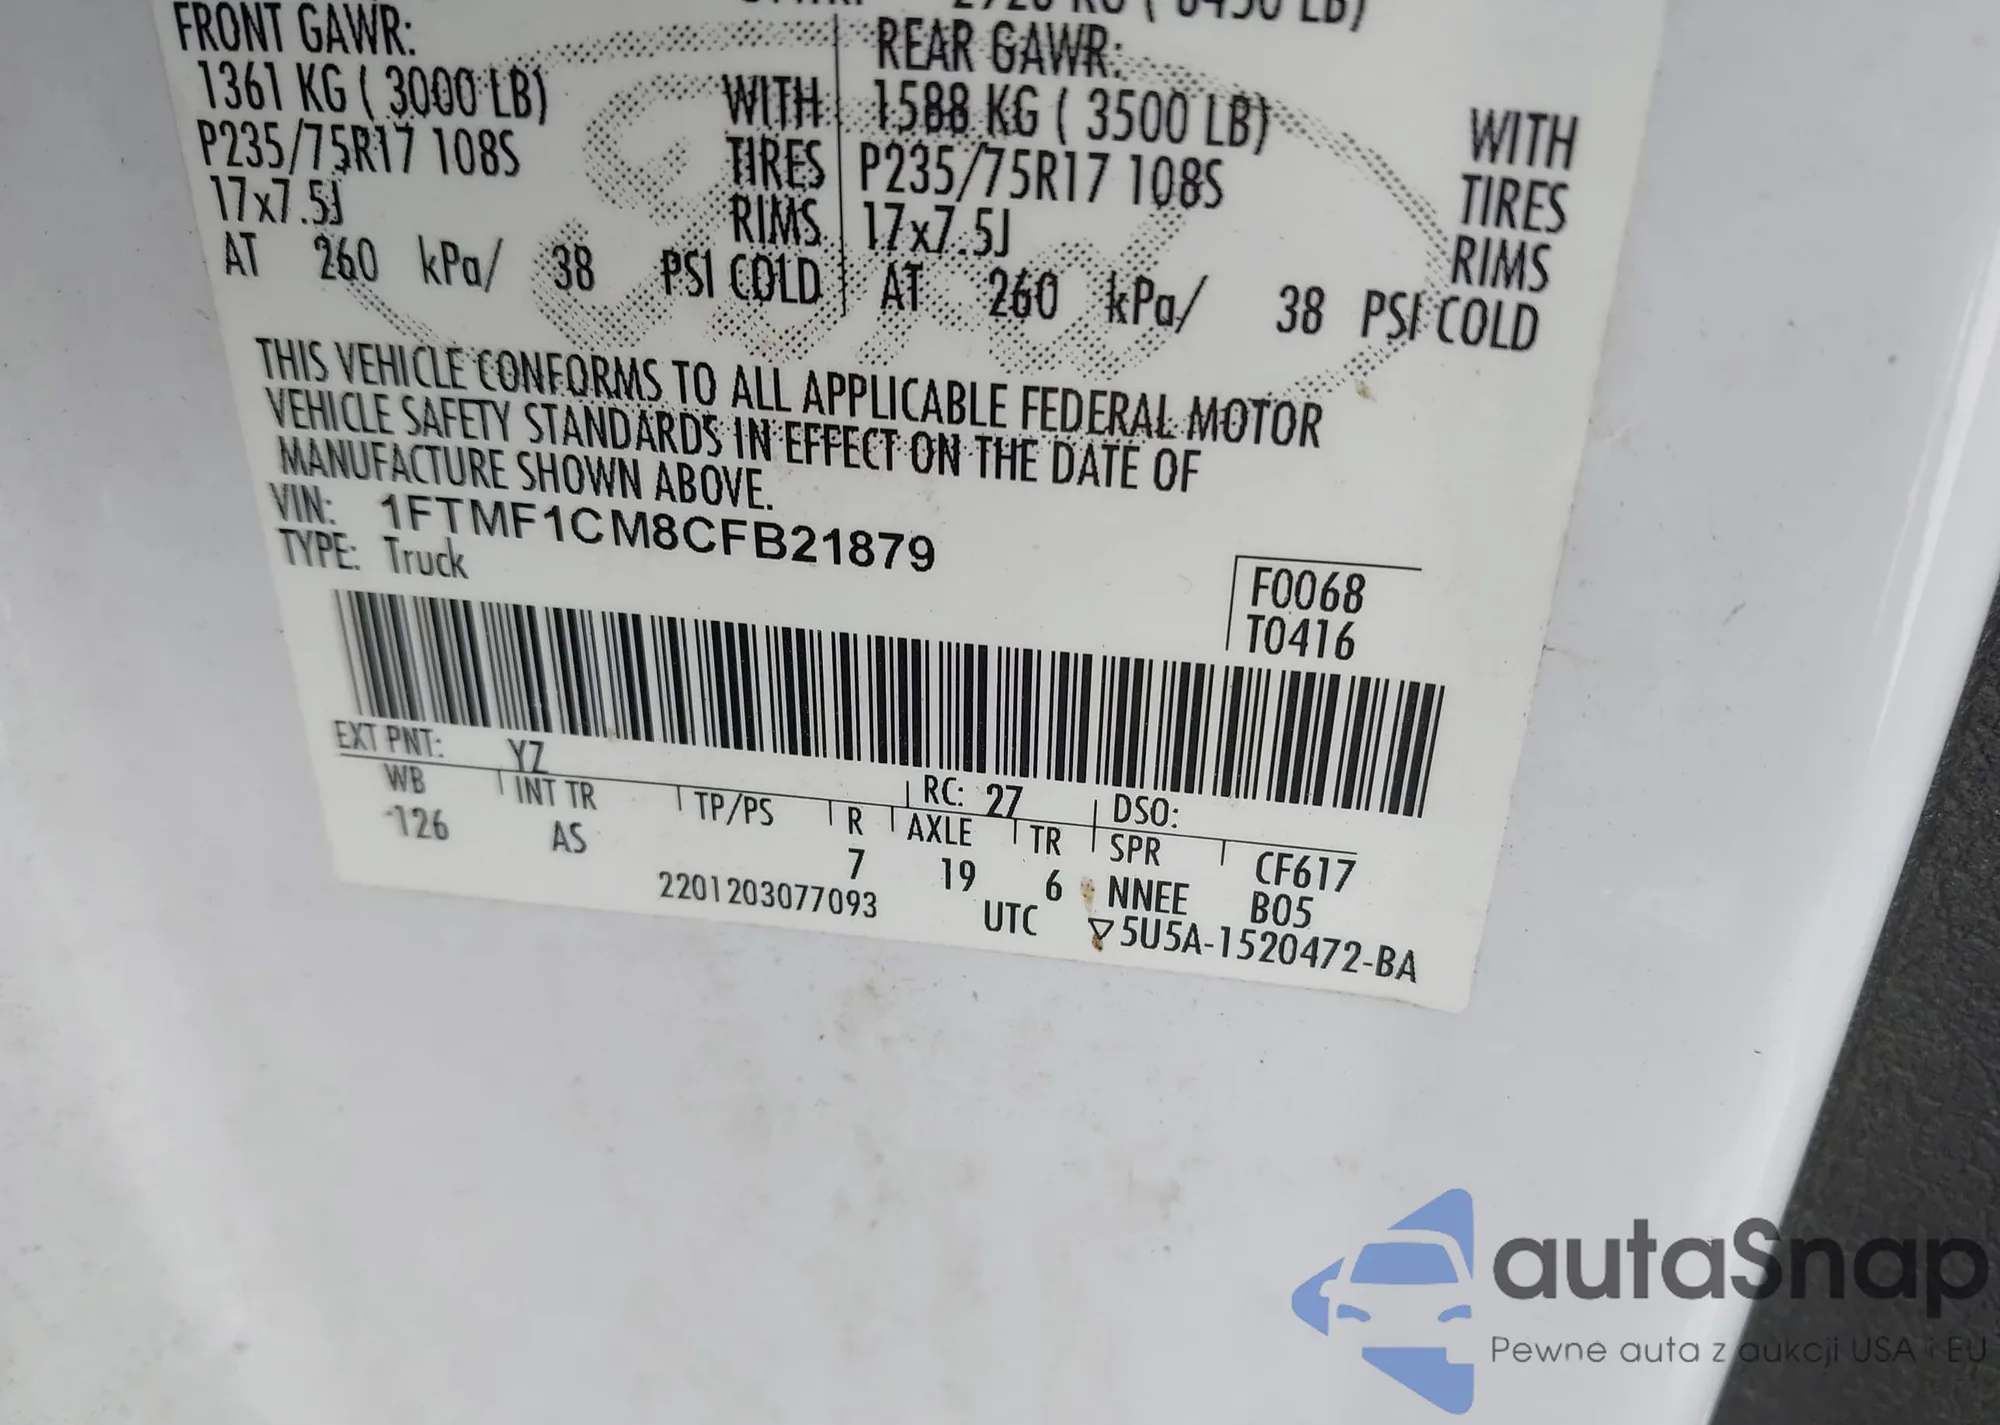 FRONT GAWR:
1361 KG ( 3000 LB) WITH
P235/75R17 108S TIRES
17x7.5J RIMS
AT 260 kPa/ 38 PSI COLD
REAR GAWR:
1588 KG ( 3500 LB) WITH
P235/75R17 108S TIRES
17x7.5J RIMS
AT 260 kPa/ 38 PSI COLD
THIS VEHICLE CONFORMS TO ALL APPLICABLE FEDERAL MOTOR
VEHICLE SAFETY STANDARDS IN EFFECT ON THE DATE OF
MANUFACTURE SHOWN ABOVE.
VIN: 1FTMF1CM8CFB21879
TYPE: Truck
F0068
T0416
EXT PNT: YZ RC: 27 DSO:
WB INT TR TP/PS R AXLE TR SPR CF617
126 AS 7 19 6 NNEE B05
2201203077093 UTC ▽5U5A-1520472-BA
autaSnap
Pewne auta z aukcji USA i EU